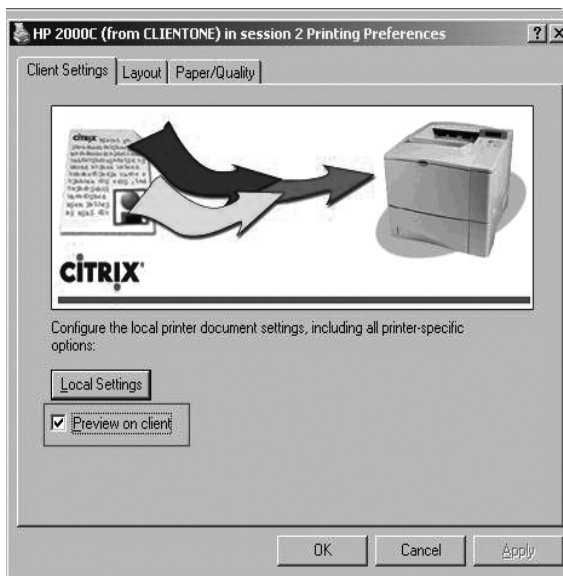 HP 2000C (from CLIENTONE) in session 2 Printing Preferences
Client Settings Layout Paper/Quality
CITRIX
CITRIX
Configure the local printer document settings, including all printer-specific
options:
Local Settings
Preview on client
OK Cancel Apply